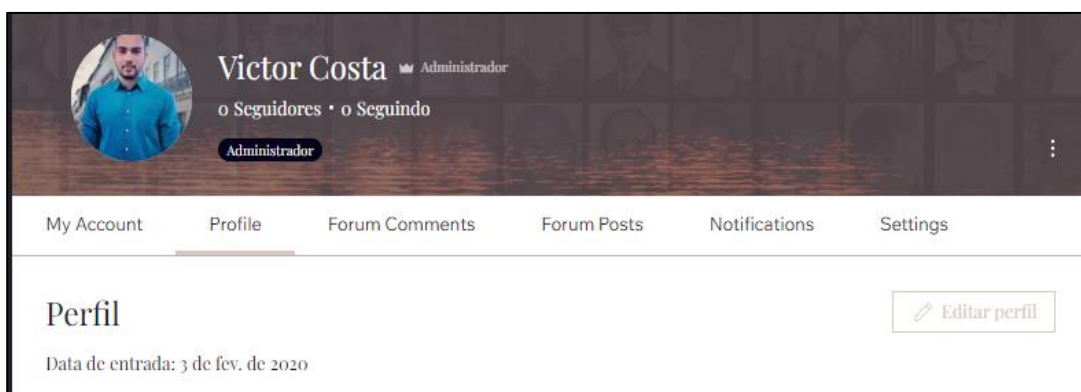 Victor Costa Administrador
0 Seguidores • 0 Seguindo
Administrador
My Account Profile Forum Comments Forum Posts Notifications Settings
Perfil
Editar perfil
Data de entrada: 3 de fev. de 2020